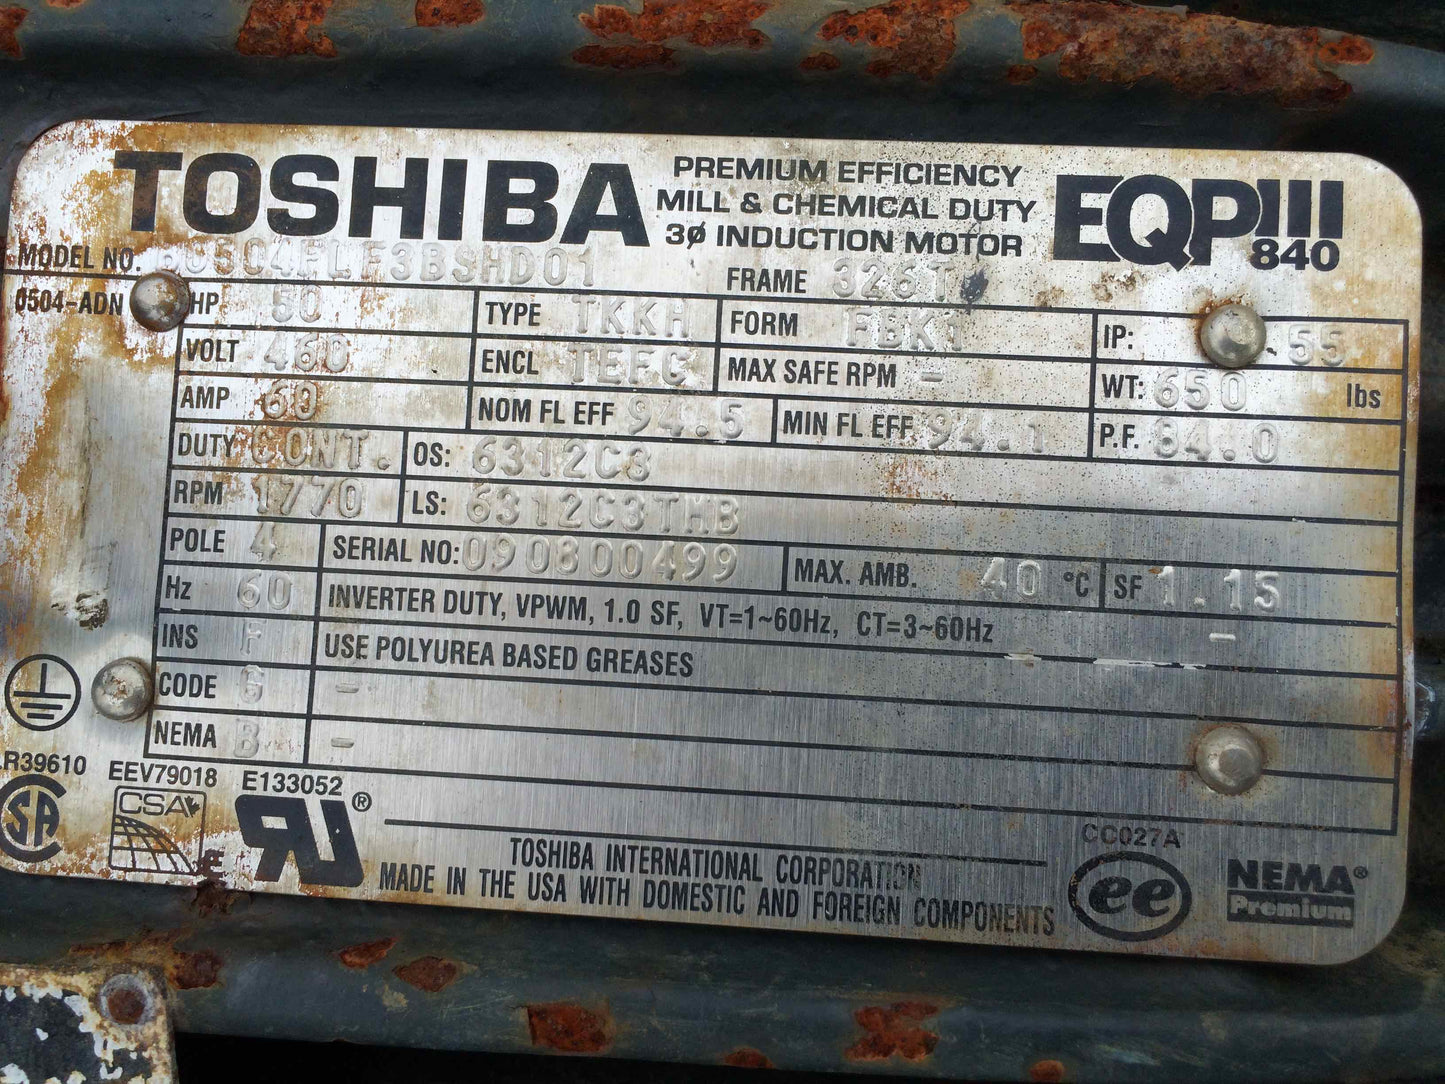 TOSHIBA PREMIUM EFFICIENCY EQPIII
MILL & CHEMICAL DUTY
3ø INDUCTION MOTOR 840
MODEL NO. FRAME 326T
0504-ADN HP 50 TYPE TKKH FORM FBK1 IP: 55
VOLT 460 ENCL TEFC MAX SAFE RPM - WT: 650 lbs
AMP 60 NOM FL EFF 94.5 MIN FL EFF 94.1 P.F. 84.0
DUTY CONT. OS: 6312C3
RPM 1770 LS: 6312C3THB
POLE 4 SERIAL NO: 090800499 MAX. AMB. 40 °C SF 1.15
Hz 60 INVERTER DUTY, VPWM, 1.0 SF, VT=1~60Hz, CT=3~60Hz -
INS F USE POLYUREA BASED GREASES
CODE G -
NEMA B -
LR39610 EEV79018 E133052
SA CSA RU®
CC027A
TOSHIBA INTERNATIONAL CORPORATION
MADE IN THE USA WITH DOMESTIC AND FOREIGN COMPONENTS
ee
NEMA®
Premium